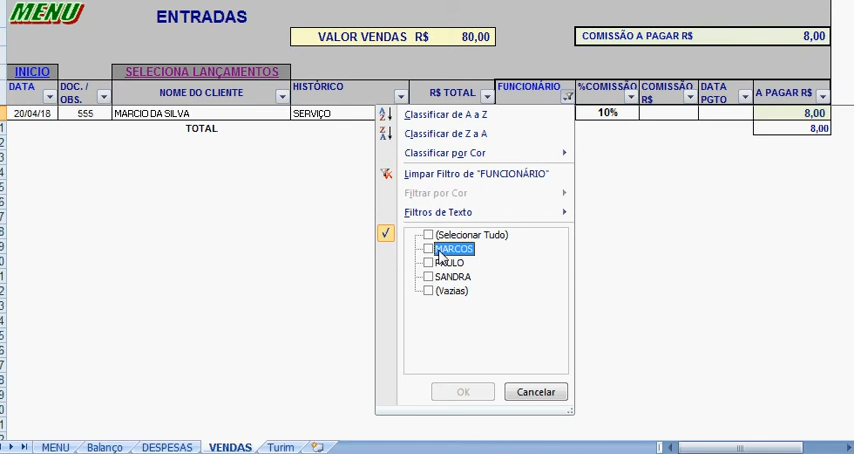 MENU
ENTRADAS
VALOR VENDAS R$ 80,00
COMISSÃO A PAGAR R$ 8,00
INICIO
SELECIONA LANÇAMENTOS
DATA DOC. / OBS. NOME DO CLIENTE HISTÓRICO R$ TOTAL FUNCIONÁRIO %COMISSÃO COMISSÃO R$ DATA PGTO A PAGAR R$
20/04/18 555 MARCIO DA SILVA SERVIÇO 10% 8,00
TOTAL 8,00
Classificar de A a Z
Classificar de Z a A
Classificar por Cor
Limpar Filtro de "FUNCIONÁRIO"
Filtrar por Cor
Filtros de Texto
(Selecionar Tudo)
MARCOS
PAULO
SANDRA
(Vazias)
OK Cancelar
MENU Balanço DESPESAS VENDAS Turim